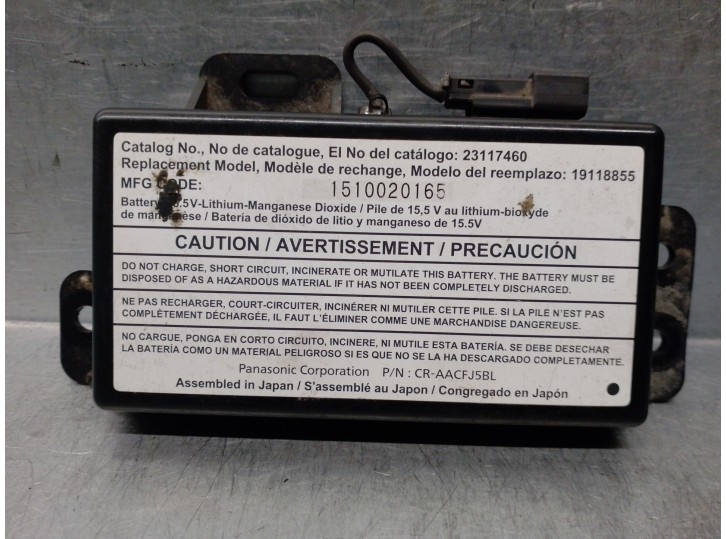 Catalog No., No de catalogue, El No del catálogo: 23117460
Replacement Model, Modèle de rechange, Modelo del reemplazo: 19118855
MFG CODE: 1510020165
Battery 5.5V-Lithium-Manganese Dioxide / Pile de 15,5 V au lithium-bioxyde
de manganèse / Batería de dióxido de litio y manganeso de 15.5V
CAUTION / AVERTISSEMENT / PRECAUCIÓN
DO NOT CHARGE, SHORT CIRCUIT, INCINERATE OR MUTILATE THIS BATTERY. THE BATTERY MUST BE
DISPOSED OF AS A HAZARDOUS MATERIAL IF IT HAS NOT BEEN COMPLETELY DISCHARGED.
NE PAS RECHARGER, COURT-CIRCUITER, INCINÉRER NI MUTILER CETTE PILE. SI LA PILE N'EST PAS
COMPLÈTEMENT DÉCHARGÉE, IL FAUT L'ÉLIMINER COMME UNE MARCHANDISE DANGEREUSE.
NO CARGUE, PONGA EN CORTO CIRCUITO, INCINERE, NI MUTILE ESTA BATERÍA. SE DEBE DESECHAR
LA BATERÍA COMO UN MATERIAL PELIGROSO SI ES QUE NO SE LA HA DESCARGADO COMPLETAMENTE.
Panasonic Corporation P/N : CR-AACFJ5BL
Assembled in Japan / S'assemblé au Japon / Congregado en Japón